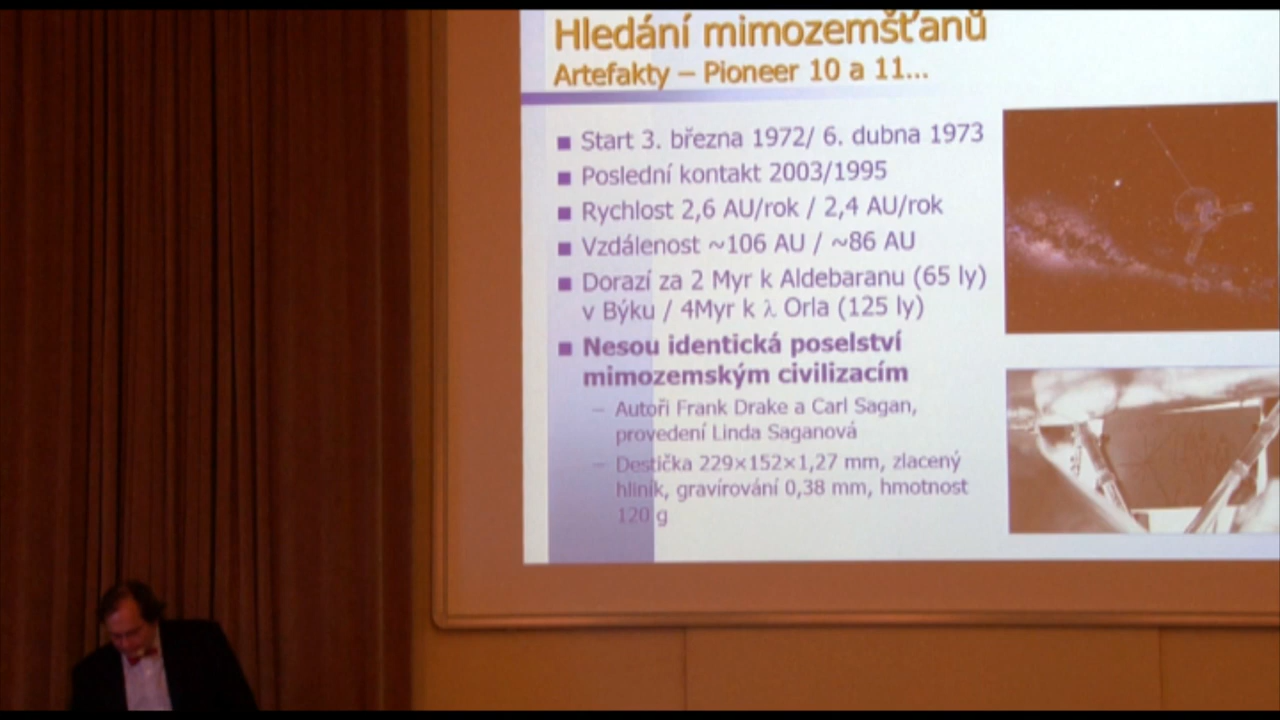 Hledání mimozemšťanů
Artefakty – Pioneer 10 a 11...
Start 3. března 1972/ 6. dubna 1973
Poslední kontakt 2003/1995
Rychlost 2,6 AU/rok / 2,4 AU/rok
Vzdálenost ~106 AU / ~86 AU
Dorazí za 2 Myr k Aldebaranu (65 ly)
v Býku / 4Myr k λ Orla (125 ly)
Nesou identická poselství
mimozemským civilizacím
– Autoři Frank Drake a Carl Sagan,
provedení Linda Saganová
– Destička 229×152×1,27 mm, zlacený
hliník, gravírování 0,38 mm, hmotnost
120 g